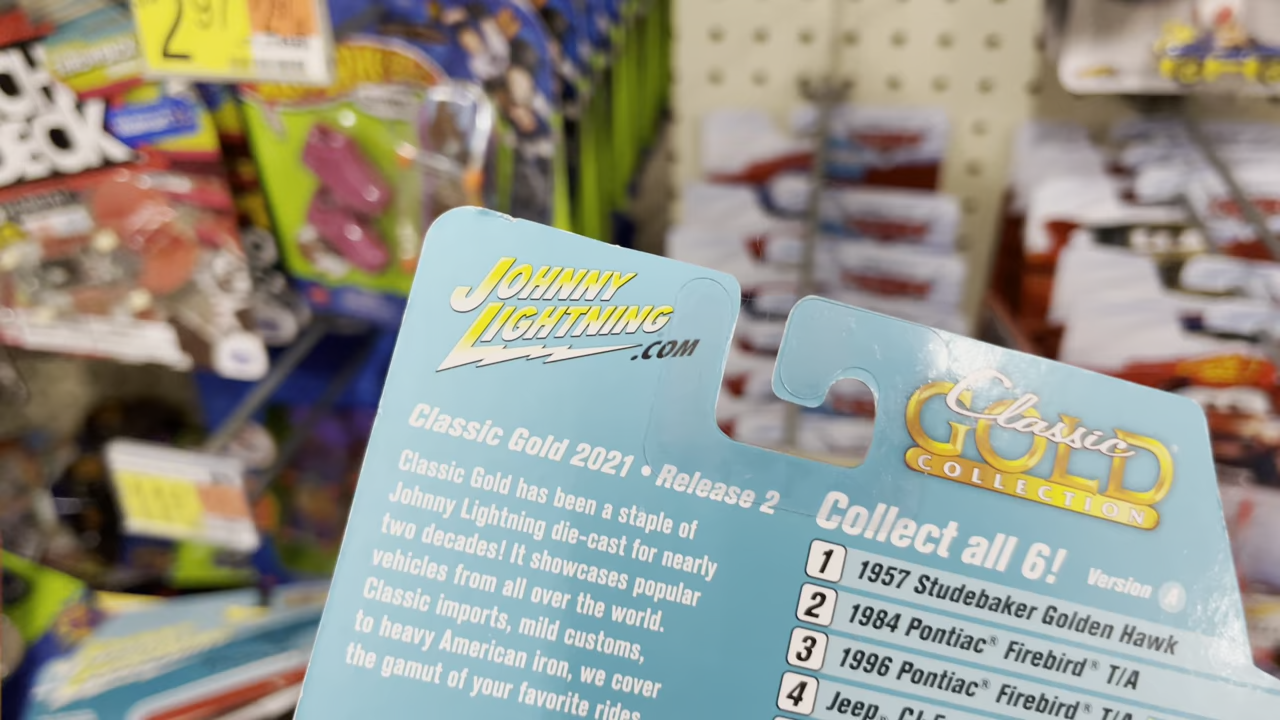 2.97
JOHNNY
LIGHTNING
.COM
Classic
GOLD
COLLECTION
Classic Gold 2021 • Release 2
Classic Gold has been a staple of
Johnny Lightning die-cast for nearly
two decades! It showcases popular
vehicles from all over the world.
Classic imports, mild customs,
to heavy American iron, we cover
the gamut of your favorite rides
Collect all 6!
Version A
1 1957 Studebaker Golden Hawk
2 1984 Pontiac® Firebird® T/A
3 1996 Pontiac® Firebird® T/A
4 Jeep®